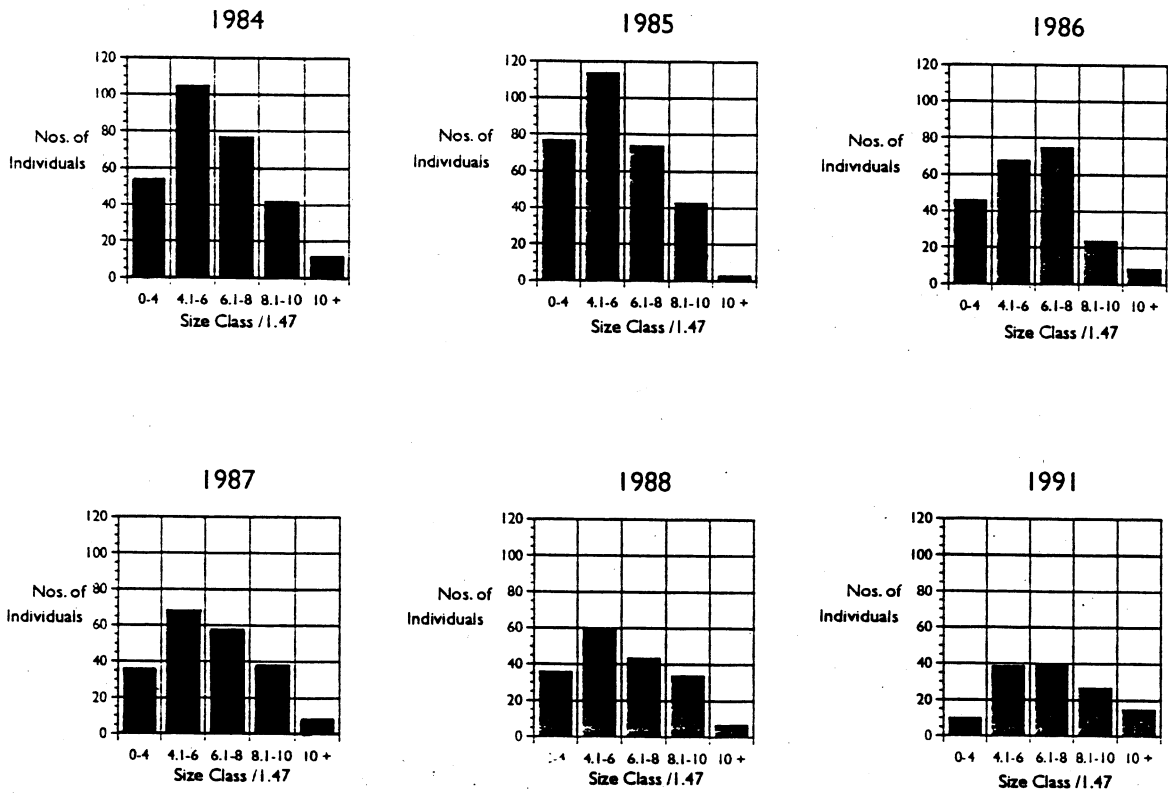 1984
120
100
Nos. of
80
Individuals
60
40
20
0
0-4 4.1-6 6.1-8 8.1-10 10 +
Size Class /1.47
1985
120
100
Nos. of
80
Individuals
60
40
20
0
0-4 4.1-6 6.1-8 8.1-10 10 +
Size Class /1.47
1986
120
100
Nos. of
80
Individuals
60
40
20
0
0-4 4.1-6 6.1-8 8.1-10 10 +
Size Class /1.47
1987
120
100
Nos. of
80
Individuals
60
40
20
0
0-4 4.1-6 6.1-8 8.1-10 10 +
Size Class /1.47
1988
120
100
Nos. of
80
Individuals
60
40
20
0
4.1-6 6.1-8 8.1-10 10 +
Size Class /1.47
1991
120
100
Nos. of
80
Individuals
60
40
20
0
0-4 4.1-6 6.1-8 8.1-10 10 +
Size Class /1.47